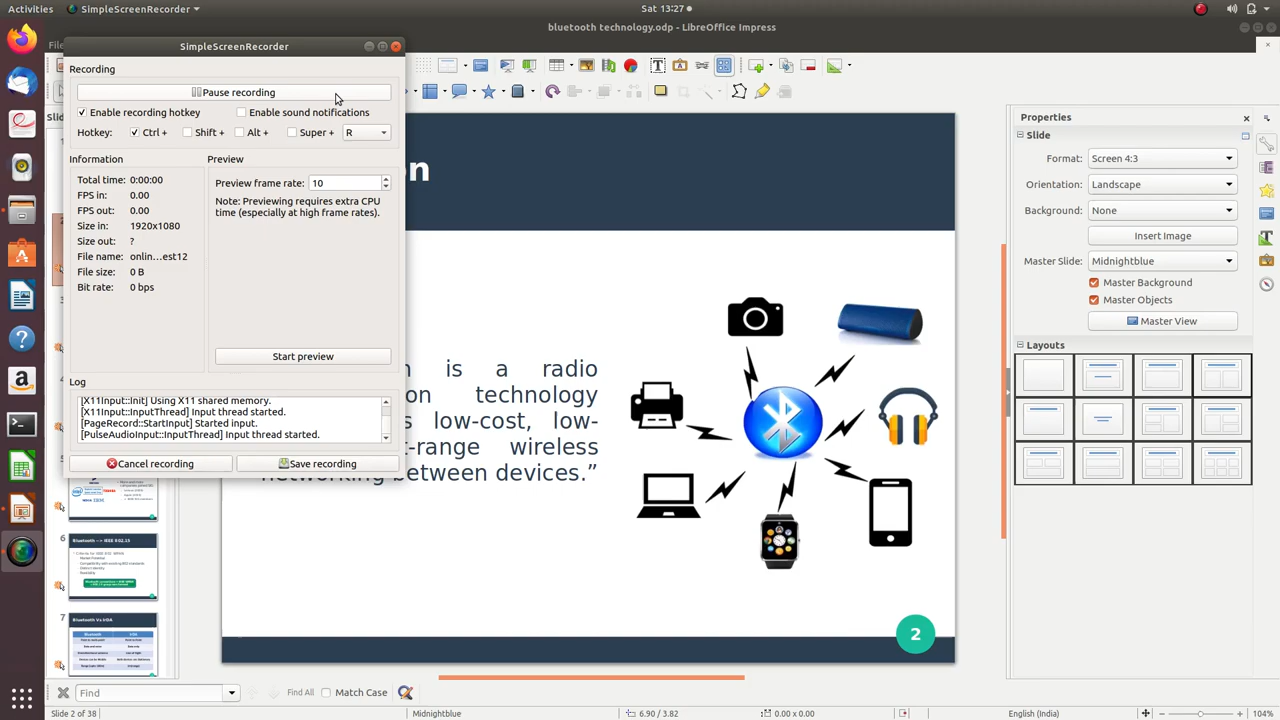 Activities
SimpleScreenRecorder
Sat 13:27
bluetooth technology.odp - LibreOffice Impress
SimpleScreenRecorder
Recording
Pause recording
Enable recording hotkey
Enable sound notifications
Hotkey:
Ctrl +
Shift +
Alt +
Super +
R
Information
Total time: 0:00:00
FPS in: 0.00
FPS out: 0.00
Size in: 1920x1080
Size out: ?
File name: onlin...est12
File size: 0 B
Bit rate: 0 bps
Preview
Preview frame rate: 10
Note: Previewing requires extra CPU
time (especially at high frame rates).
Start preview
Log
[X11Input::Init] Using X11 shared memory.
[X11Input::InputThread] Input thread started.
[PageRecord::StartInput] Started input.
[PulseAudioInput::InputThread] Input thread started.
Cancel recording
Save recording
is a radio
technology
low-cost, low-
wireless
networking between devices.”
2
6
Bluetooth --> IEEE 802.15
7
Bluetooth Vs IrDA
Properties
Slide
Format: Screen 4:3
Orientation: Landscape
Background: None
Insert Image
Master Slide: Midnightblue
Master Background
Master Objects
Master View
Layouts
Find
Find All
Match Case
Slide 2 of 38
Midnightblue
6.90 / 3.82
0.00 x 0.00
English (India)
104%